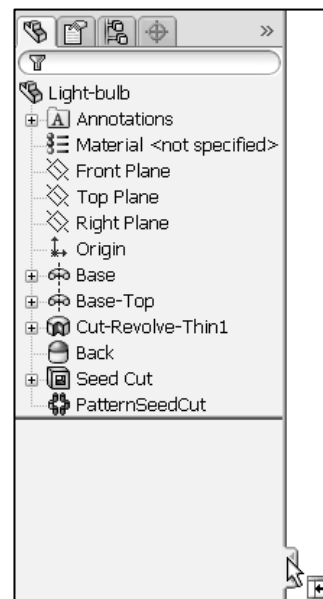 Light-bulb
Annotations
Material <not specified>
Front Plane
Top Plane
Right Plane
Origin
Base
Base-Top
Cut-Revolve-Thin1
Back
Seed Cut
PatternSeedCut